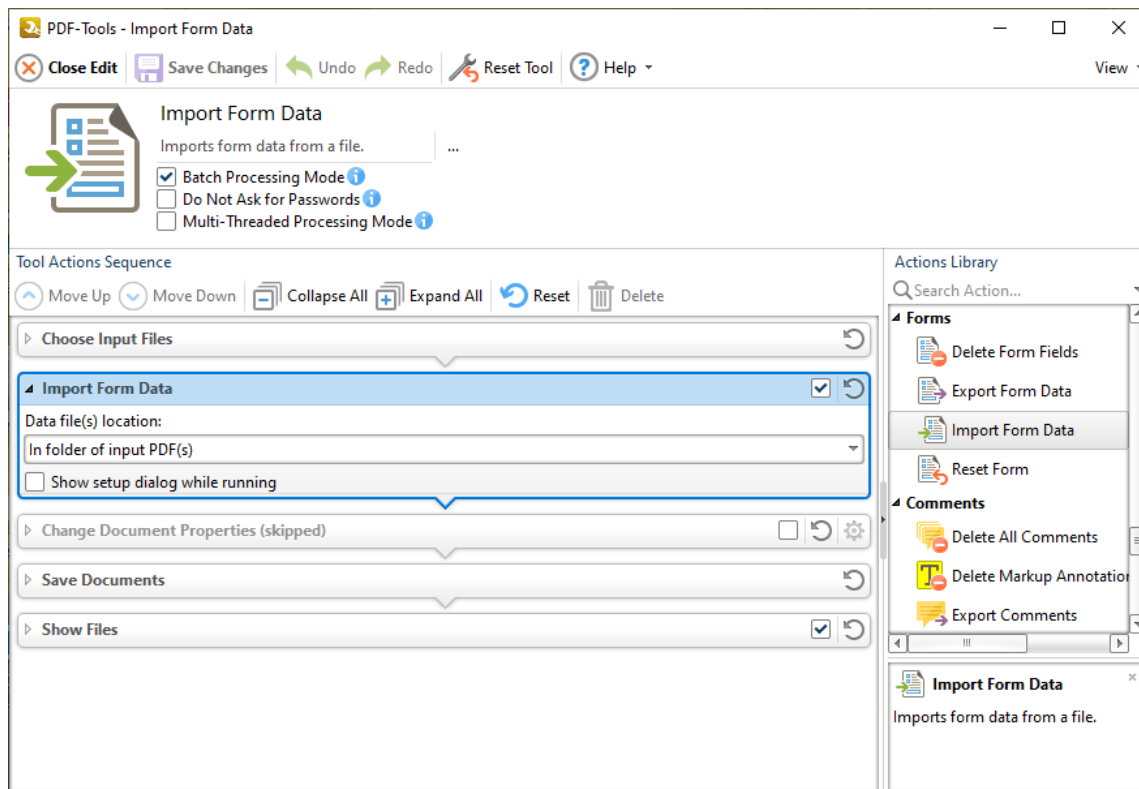 PDF-Tools - Import Form Data
Close Edit Save Changes Undo Redo Reset Tool ? Help View
Import Form Data
Imports form data from a file. ...
Batch Processing Mode i
Do Not Ask for Passwords i
Multi-Threaded Processing Mode i
Tool Actions Sequence
Move Up Move Down Collapse All Expand All Reset Delete
Choose Input Files
Import Form Data
Data file(s) location:
In folder of input PDF(s)
Show setup dialog while running
Change Document Properties (skipped)
Save Documents
Show Files
Actions Library
Search Action...
Forms
Delete Form Fields
Export Form Data
Import Form Data
Reset Form
Comments
Delete All Comments
T Delete Markup Annotation
Export Comments
Import Form Data
Imports form data from a file.